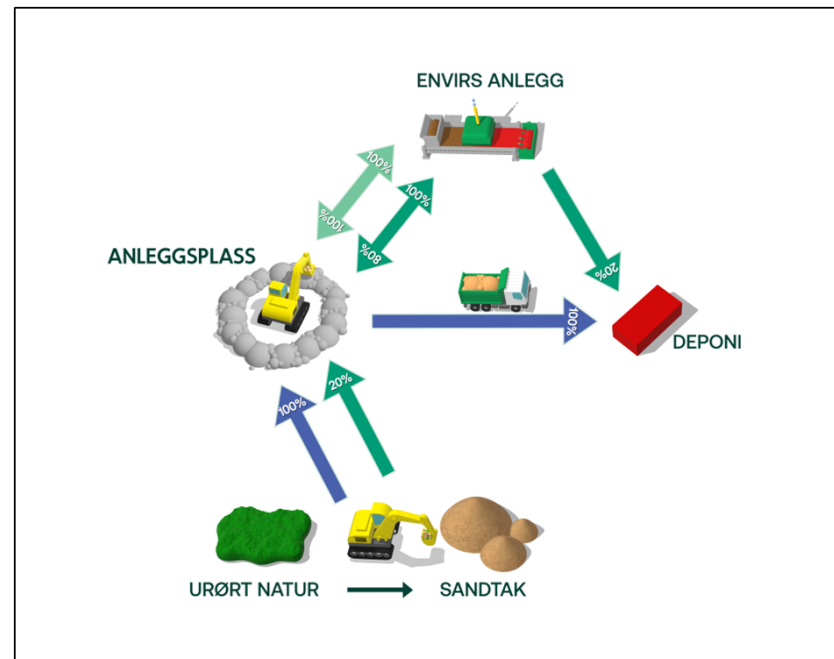 ENVIRS ANLEGG
100%
100%
100%
80%
ANLEGGSPLASS
20%
100%
DEPONI
20%
100%
URØRT NATUR
SANDTAK